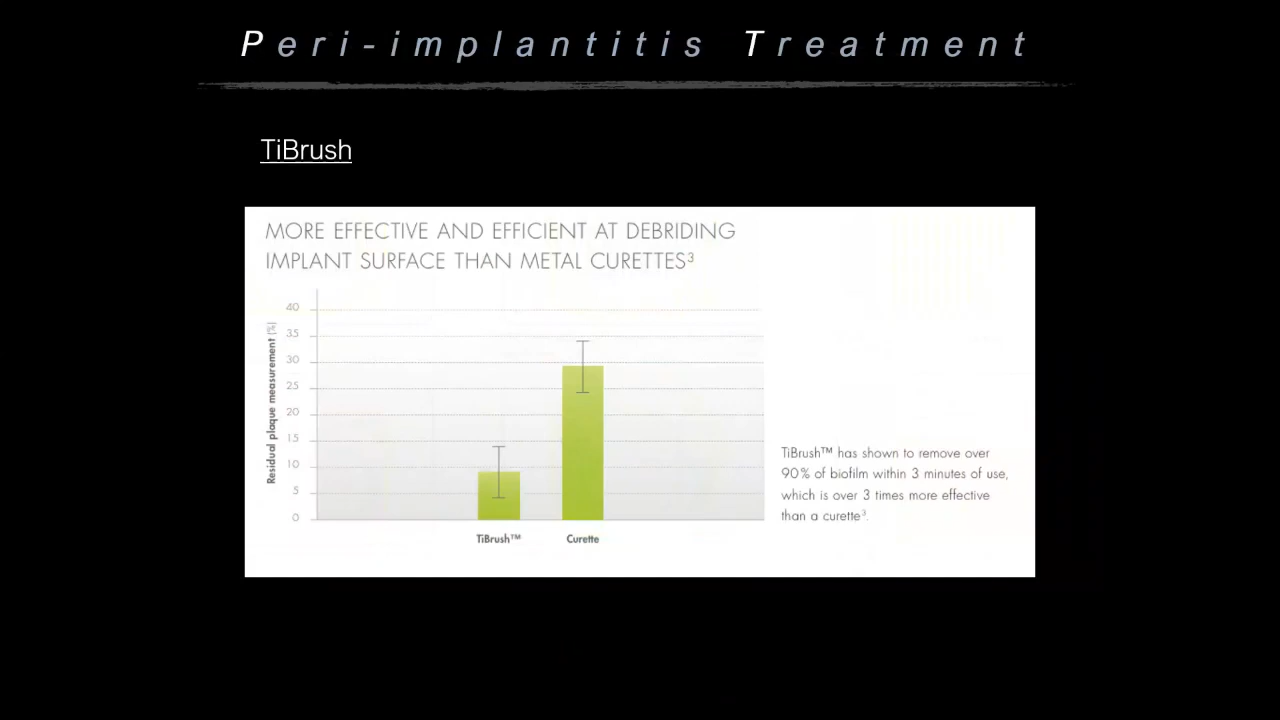 Peri-implantitis Treatment
TiBrush
MORE EFFECTIVE AND EFFICIENT AT DEBRIDING
IMPLANT SURFACE THAN METAL CURETTES³
Residual plaque measurement (%)
40
35
30
25
20
15
10
5
0
TiBrush™
Curette
TiBrush™ has shown to remove over
90% of biofilm within 3 minutes of use,
which is over 3 times more effective
than a curette³.